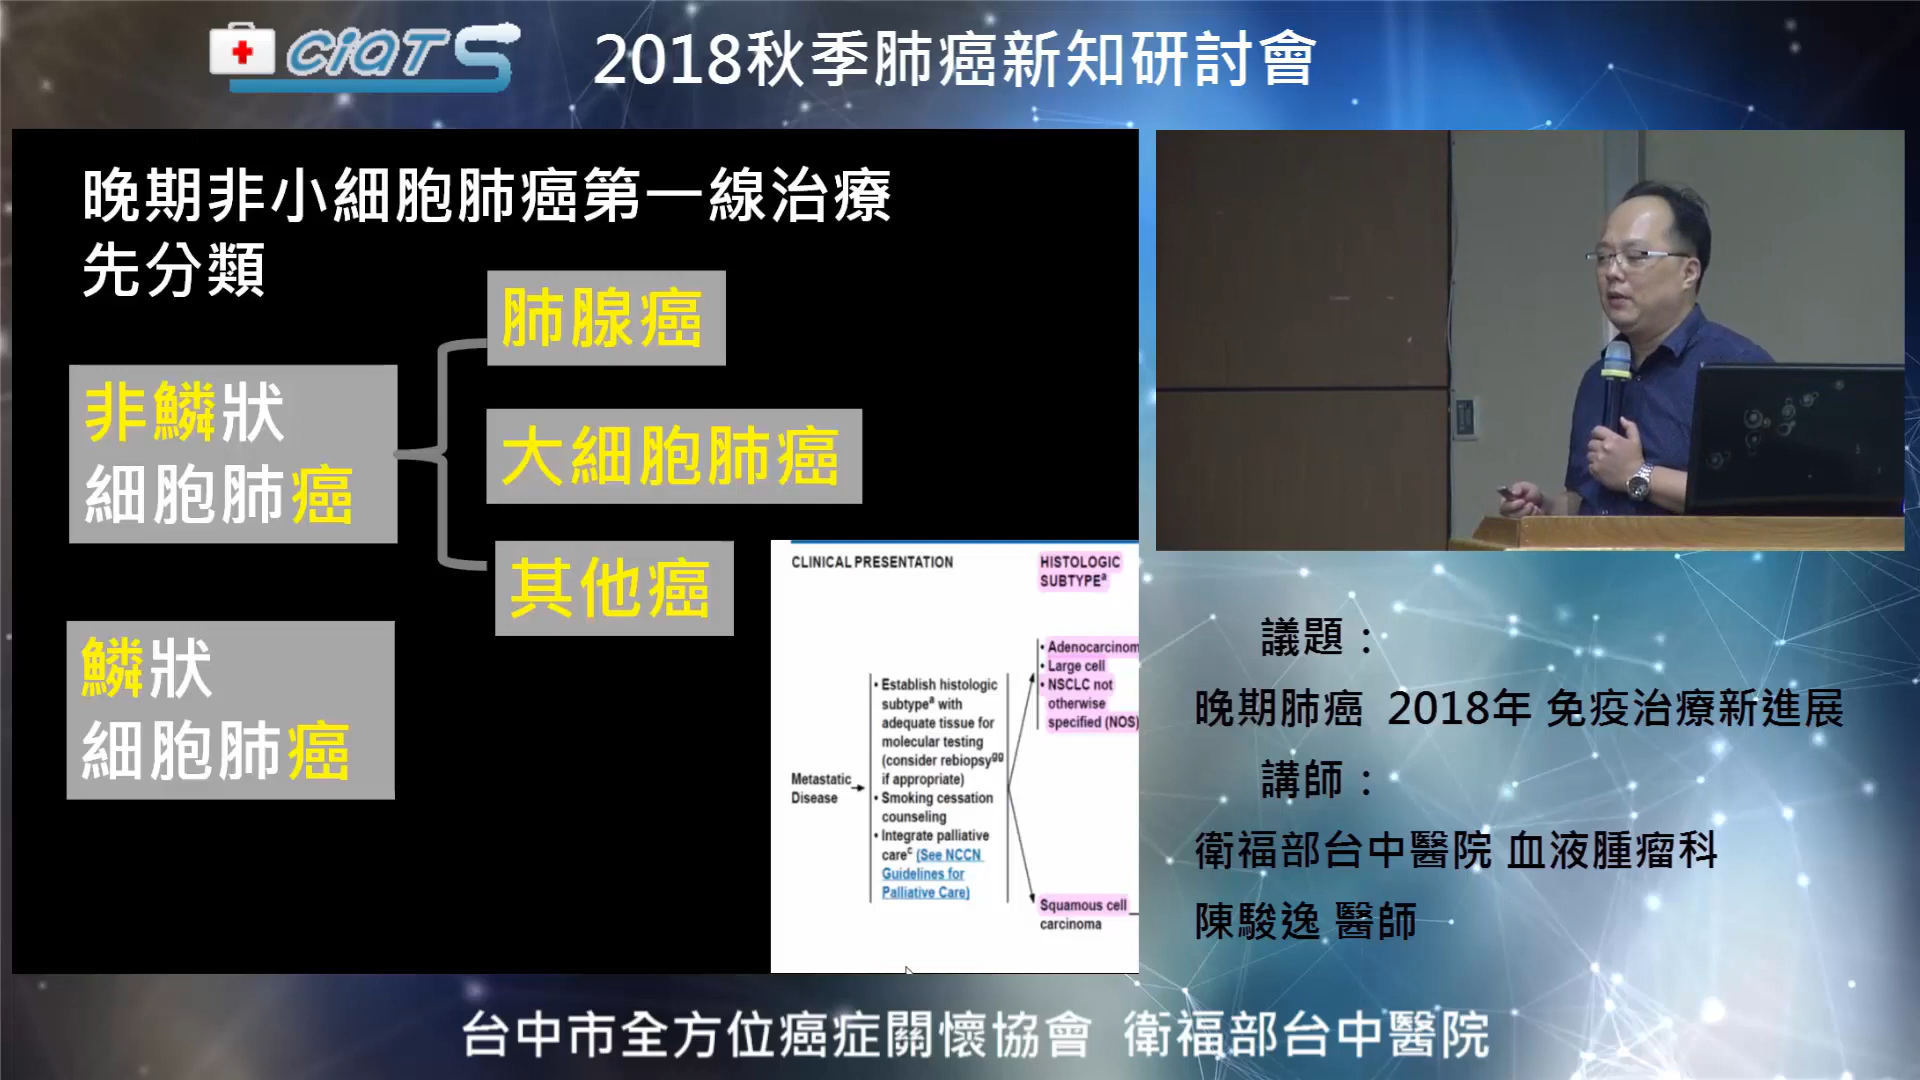 CiQTS
2018秋季肺癌新知研討會
晚期非小細胞肺癌第一線治療
先分類
肺腺癌
非鱗狀
細胞肺癌
大細胞肺癌
其他癌
鱗狀
細胞肺癌
CLINICAL PRESENTATION
HISTOLOGIC
SUBTYPEª
• Adenocarcinom
• Large cell
• NSCLC not
otherwise
specified (NOS)
• Establish histologic
subtypeª with
adequate tissue for
molecular testing
(consider rebiopsygg
if appropriate)
• Smoking cessation
counseling
• Integrate palliative
careᶜ (See NCCN
Guidelines for
Palliative Care)
Metastatic
Disease
Squamous cell
carcinoma
議題：
晚期肺癌 2018年 免疫治療新進展
講師：
衛福部台中醫院 血液腫瘤科
陳駿逸 醫師
台中市全方位癌症關懷協會 衛福部台中醫院